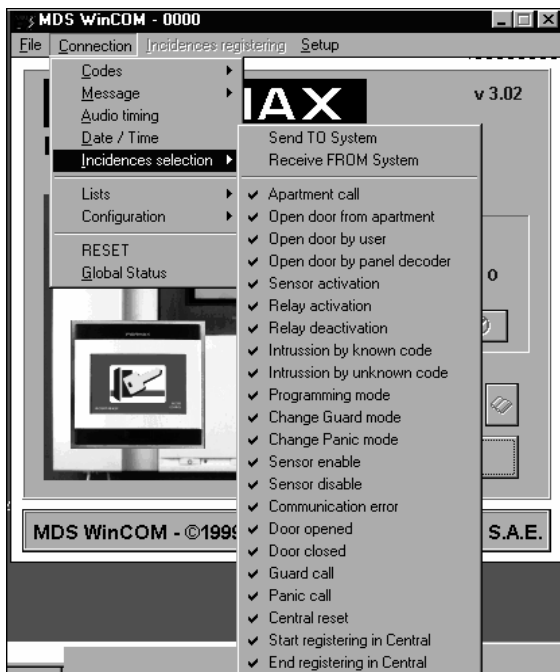 MDS WinCOM - 0000
File Connection Incidences registering Setup
AX
v 3.02
Codes
Message
Audio timing
Date / Time
Incidences selection
Lists
Configuration
RESET
Global Status
Send TO System
Receive FROM System
Apartment call
Open door from apartment
Open door by user
Open door by panel decoder
Sensor activation
Relay activation
Relay deactivation
Intrussion by known code
Intrussion by unknown code
Programming mode
Change Guard mode
Change Panic mode
Sensor enable
Sensor disable
Communication error
Door opened
Door closed
Guard call
Panic call
Central reset
Start registering in Central
End registering in Central
o
MDS WinCOM - ©1999 S.A.E.